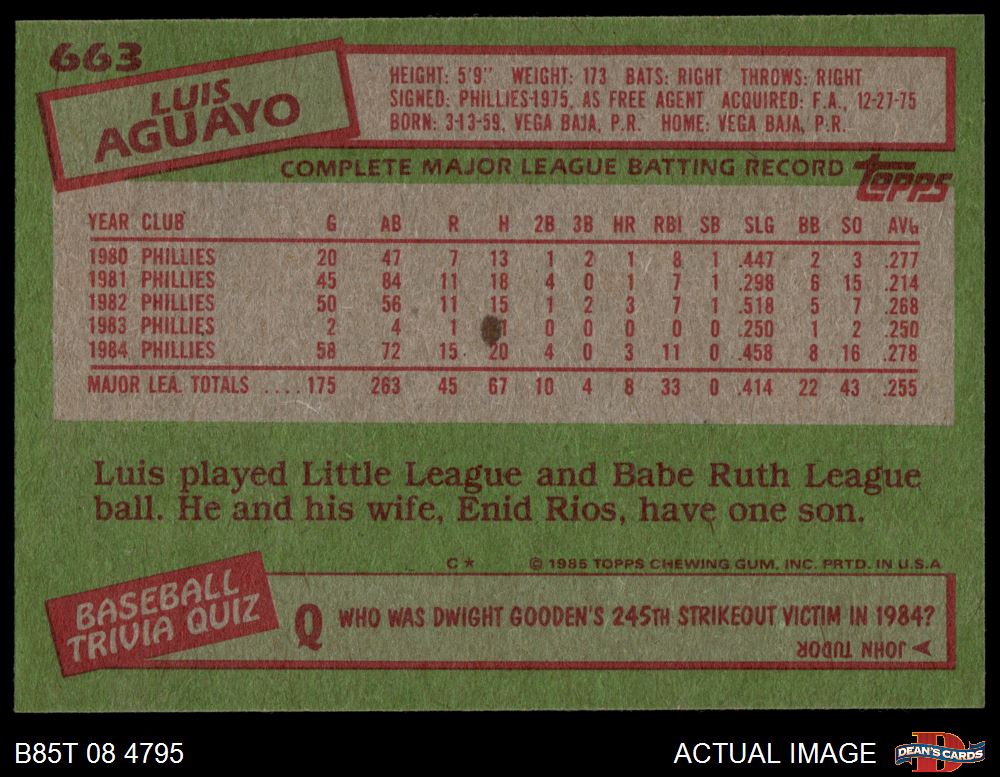 663
LUIS
AGUAYO
HEIGHT: 5'9" WEIGHT: 173 BATS: RIGHT THROWS: RIGHT
SIGNED: PHILLIES-1975, AS FREE AGENT ACQUIRED: F.A., 12-27-75
BORN: 3-13-59, VEGA BAJA, P.R. HOME: VEGA BAJA, P.R.
COMPLETE MAJOR LEAGUE BATTING RECORD
topps
YEAR CLUB G AB R H 2B 3B HR RBI SB SLG BB SO AVG
1980 PHILLIES 20 47 7 13 1 2 1 8 1 .447 2 3 .277
1981 PHILLIES 45 84 11 18 4 0 1 7 1 .298 6 15 .214
1982 PHILLIES 50 56 11 15 1 2 3 7 1 .518 5 7 .268
1983 PHILLIES 2 4 1 1 0 0 0 0 0 .250 1 2 .250
1984 PHILLIES 58 72 15 20 4 0 3 11 0 .458 8 16 .278
MAJOR LEA. TOTALS .... 175 263 45 67 10 4 8 33 0 .414 22 43 .255
Luis played Little League and Babe Ruth League
ball. He and his wife, Enid Rios, have one son.
C* © 1985 TOPPS CHEWING GUM, INC. PRTD. IN U.S.A
BASEBALL
TRIVIA QUIZ
Q WHO WAS DWIGHT GOODEN'S 245TH STRIKEOUT VICTIM IN 1984?
JOHN TUDOR
B85T 08 4795
ACTUAL IMAGE
D
DEAN'S CARDS